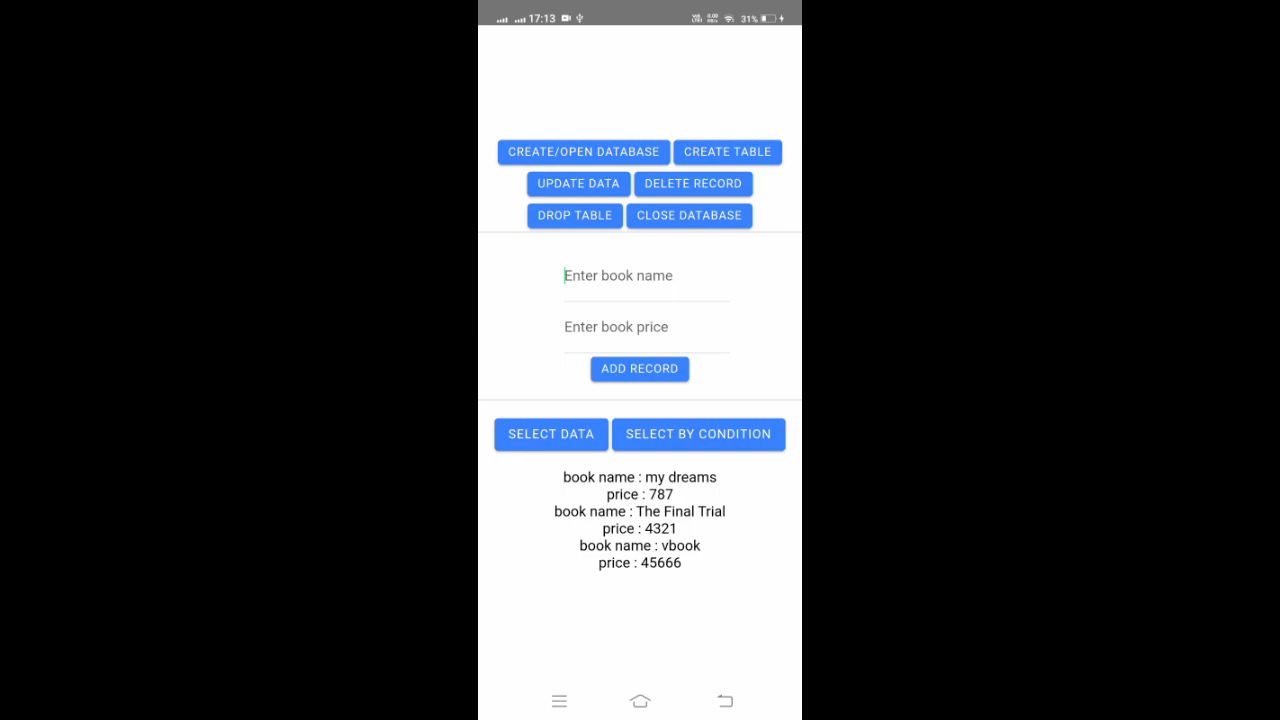 17:13 31%
CREATE/OPEN DATABASE CREATE TABLE
UPDATE DATA DELETE RECORD
DROP TABLE CLOSE DATABASE
Enter book name
Enter book price
ADD RECORD
SELECT DATA SELECT BY CONDITION
book name : my dreams
price : 787
book name : The Final Trial
price : 4321
book name : vbook
price : 45666